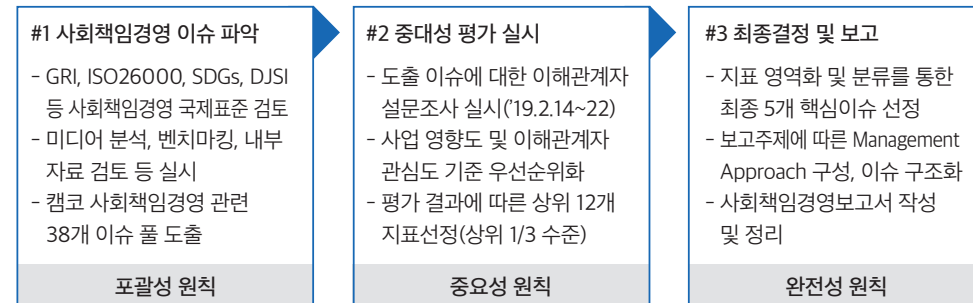 #1 사회책임경영 이슈 파악
- GRI, ISO26000, SDGs, DJSI
등 사회책임경영 국제표준 검토
- 미디어 분석, 벤치마킹, 내부
자료 검토 등 실시
- 캠코 사회책임경영 관련
38개 이슈 풀 도출
포괄성 원칙
#2 중대성 평가 실시
- 도출 이슈에 대한 이해관계자
설문조사 실시('19.2.14~22)
- 사업 영향도 및 이해관계자
관심도 기준 우선순위화
- 평가 결과에 따른 상위 12개
지표선정(상위 1/3 수준)
중요성 원칙
#3 최종결정 및 보고
- 지표 영역화 및 분류를 통한
최종 5개 핵심이슈 선정
- 보고주제에 따른 Management
Approach 구성, 이슈 구조화
- 사회책임경영보고서 작성
및 정리
완전성 원칙